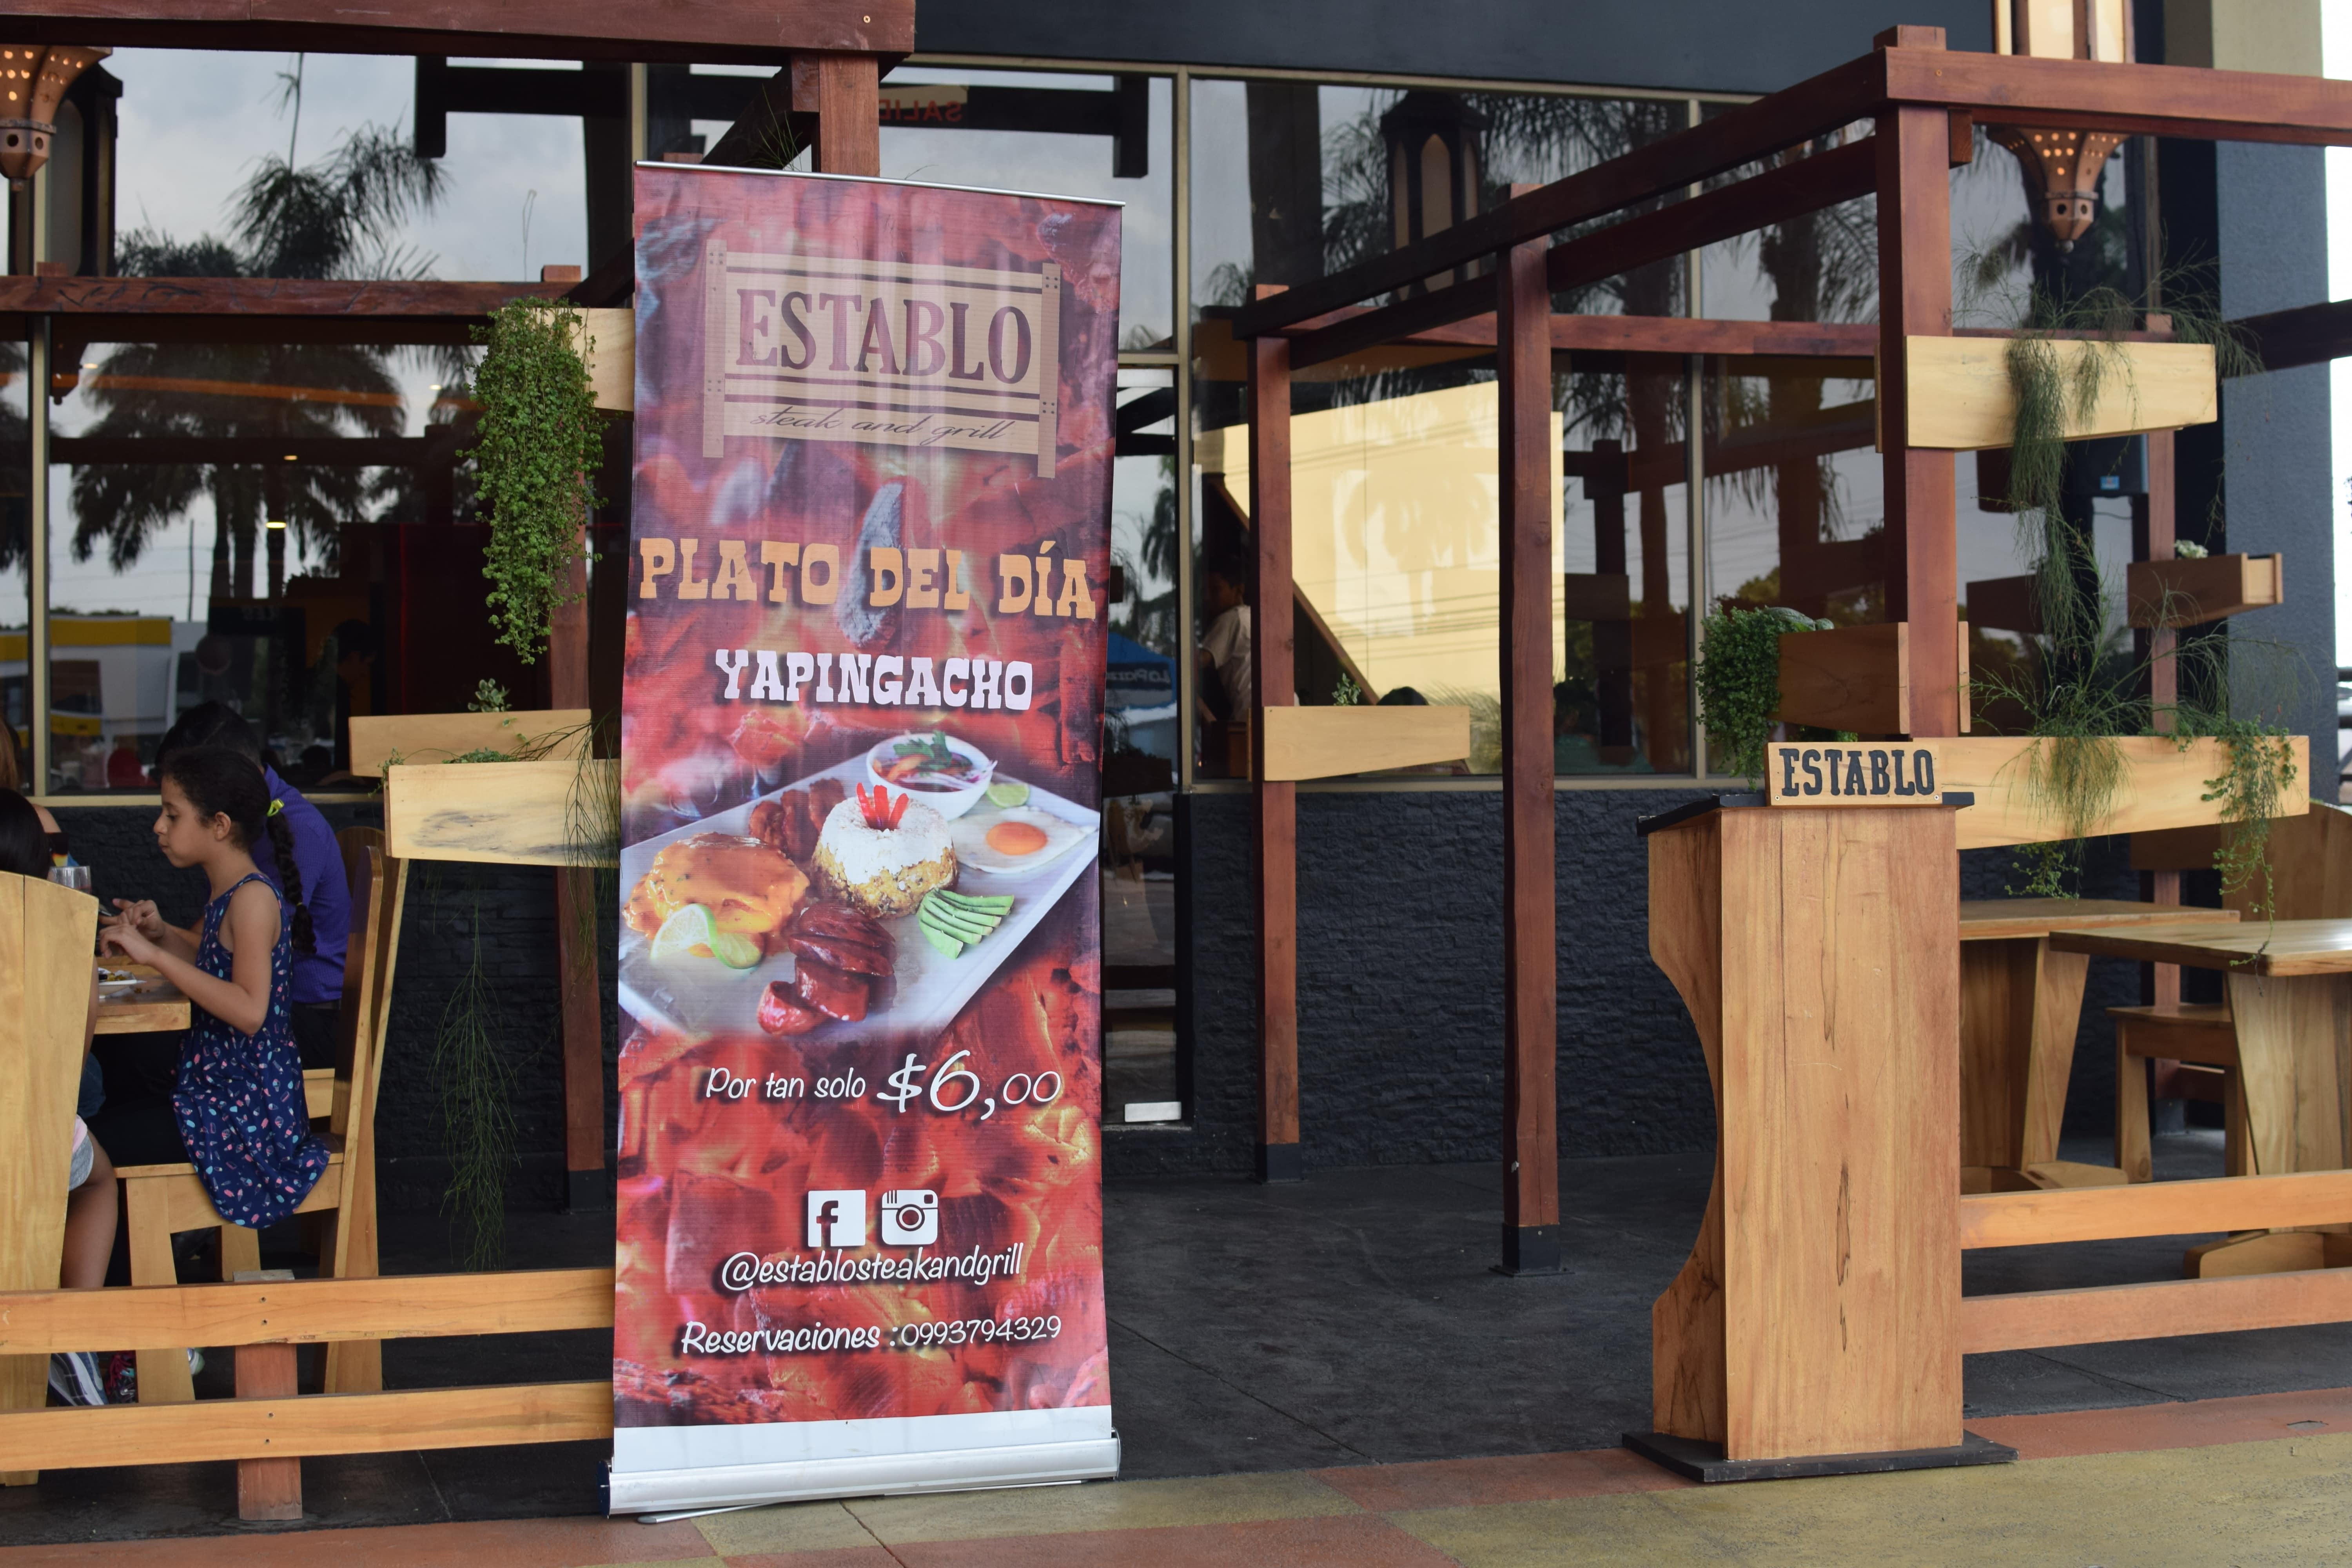 ESTABLO
steak and grill
PLATO DEL DÍA
YAPINGACHO
Por tan solo $6,00
@establosteakandgrill
Reservaciones :0993794329
ESTABLO